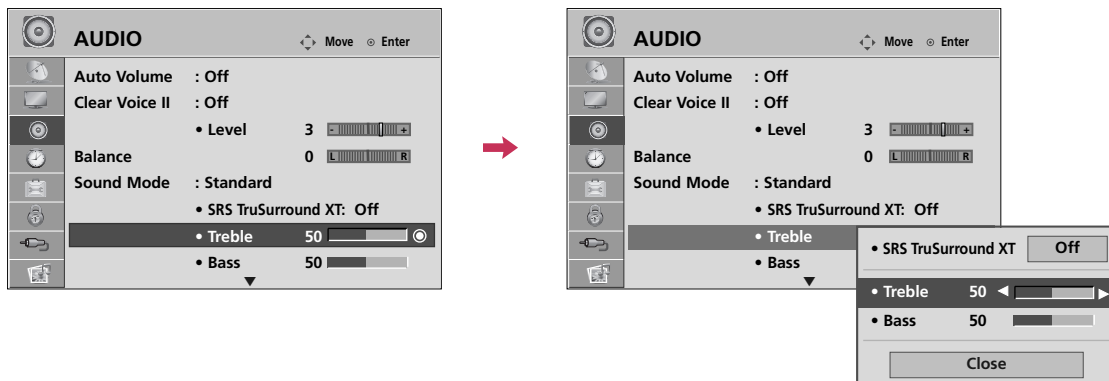 AUDIO Move Enter
Auto Volume : Off
Clear Voice II : Off
• Level 3 - +
Balance 0 L R
Sound Mode : Standard
• SRS TruSurround XT: Off
• Treble 50
• Bass 50
AUDIO Move Enter
Auto Volume : Off
Clear Voice II : Off
• Level 3 - +
Balance 0 L R
Sound Mode : Standard
• SRS TruSurround XT: Off
• Treble
• Bass
• SRS TruSurround XT Off
• Treble 50
• Bass 50
Close